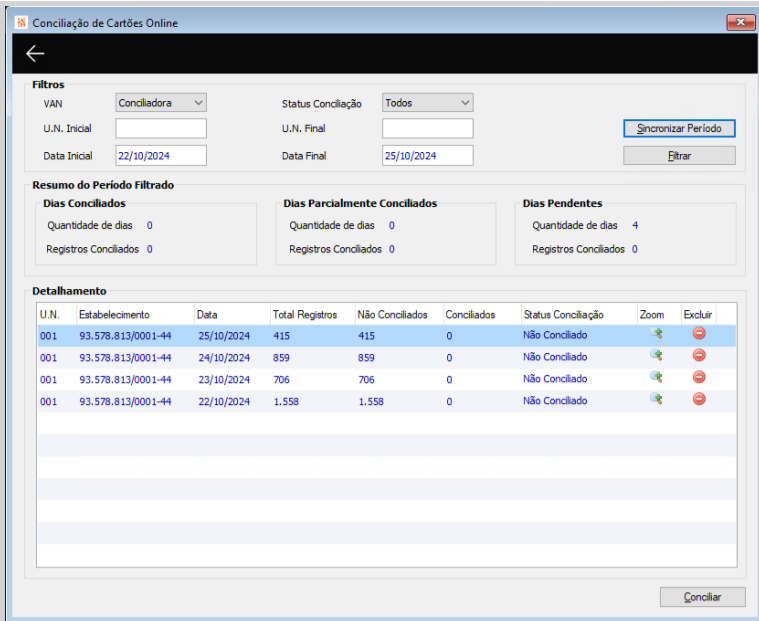 Conciliação de Cartões Online
Filtros
VAN Conciliadora Status Conciliação Todos
U.N. Inicial U.N. Final Sincronizar Período
Data Inicial 22/10/2024 Data Final 25/10/2024 Filtrar
Resumo do Período Filtrado
Dias Conciliados Dias Parcialmente Conciliados Dias Pendentes
Quantidade de dias 0 Quantidade de dias 0 Quantidade de dias 4
Registros Conciliados 0 Registros Conciliados 0 Registros Conciliados 0
Detalhamento
U.N. Estabelecimento Data Total Registros Não Conciliados Conciliados Status Conciliação Zoom Excluir
001 93.578.813/0001-44 25/10/2024 415 415 0 Não Conciliado
001 93.578.813/0001-44 24/10/2024 859 859 0 Não Conciliado
001 93.578.813/0001-44 23/10/2024 706 706 0 Não Conciliado
001 93.578.813/0001-44 22/10/2024 1.558 1.558 0 Não Conciliado
Conciliar